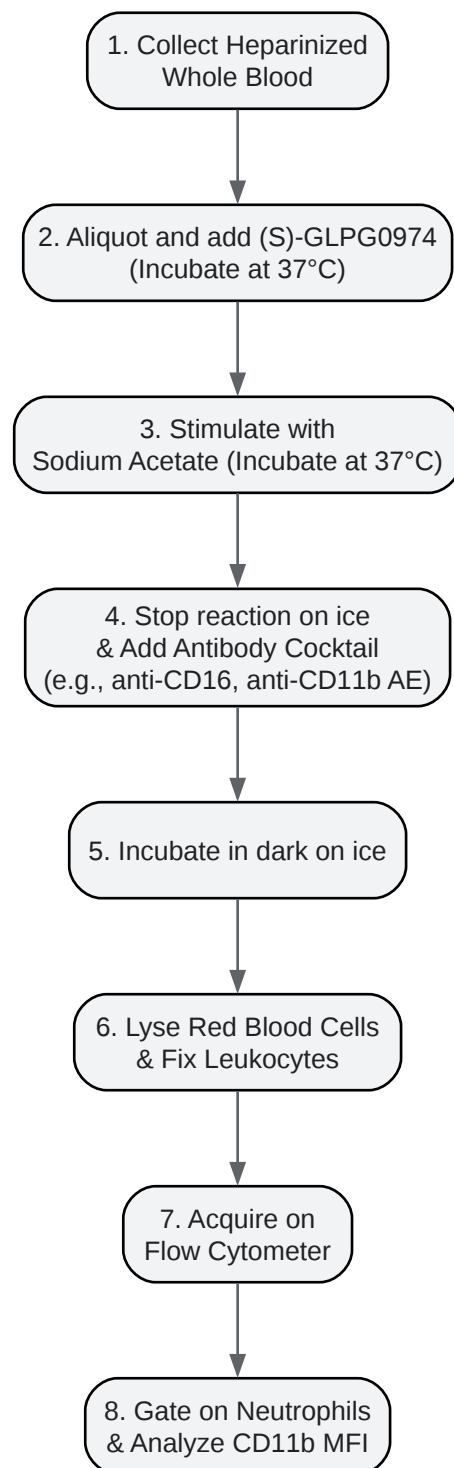 1. Collect Heparinized
Whole Blood
2. Aliquot and add (S)-GLPG0974
(Incubate at 37°C)
3. Stimulate with
Sodium Acetate (Incubate at 37°C)
4. Stop reaction on ice
& Add Antibody Cocktail
(e.g., anti-CD16, anti-CD11b AE)
5. Incubate in dark on ice
6. Lyse Red Blood Cells
& Fix Leukocytes
7. Acquire on
Flow Cytometer
8. Gate on Neutrophils
& Analyze CD11b MFI